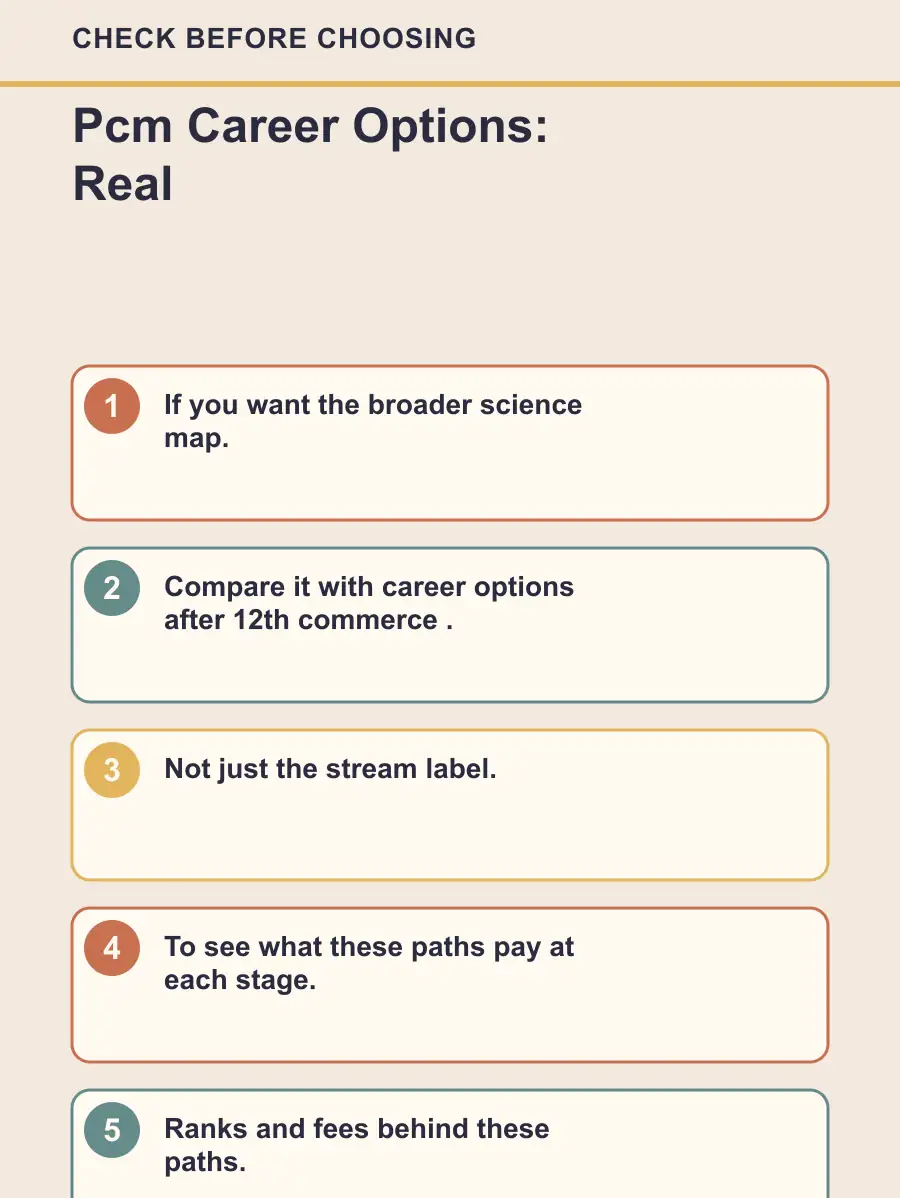 CHECK BEFORE CHOOSING
Pcm Career Options:
Real
1
If you want the broader science
map.
2
Compare it with career options
after 12th commerce .
3
Not just the stream label.
4
To see what these paths pay at
each stage.
5
Ranks and fees behind these
paths.